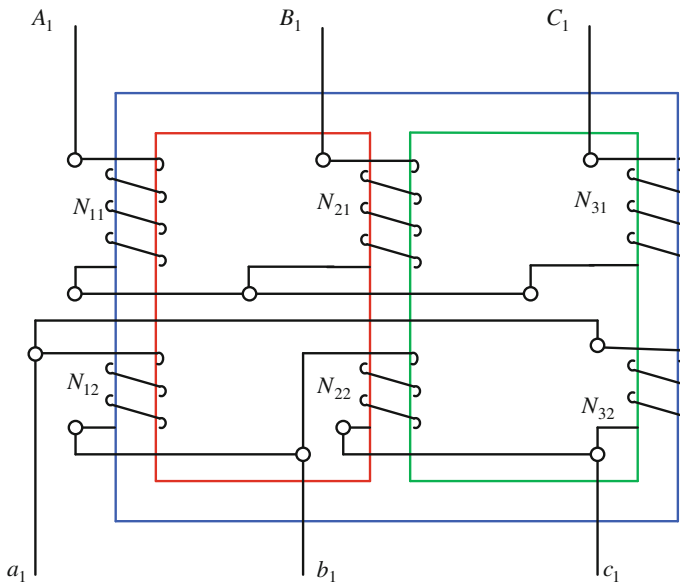 A₁ B₁ C₁
N₁₁ N₂₁ N₃₁
N₁₂ N₂₂ N₃₂
a₁ b₁ c₁